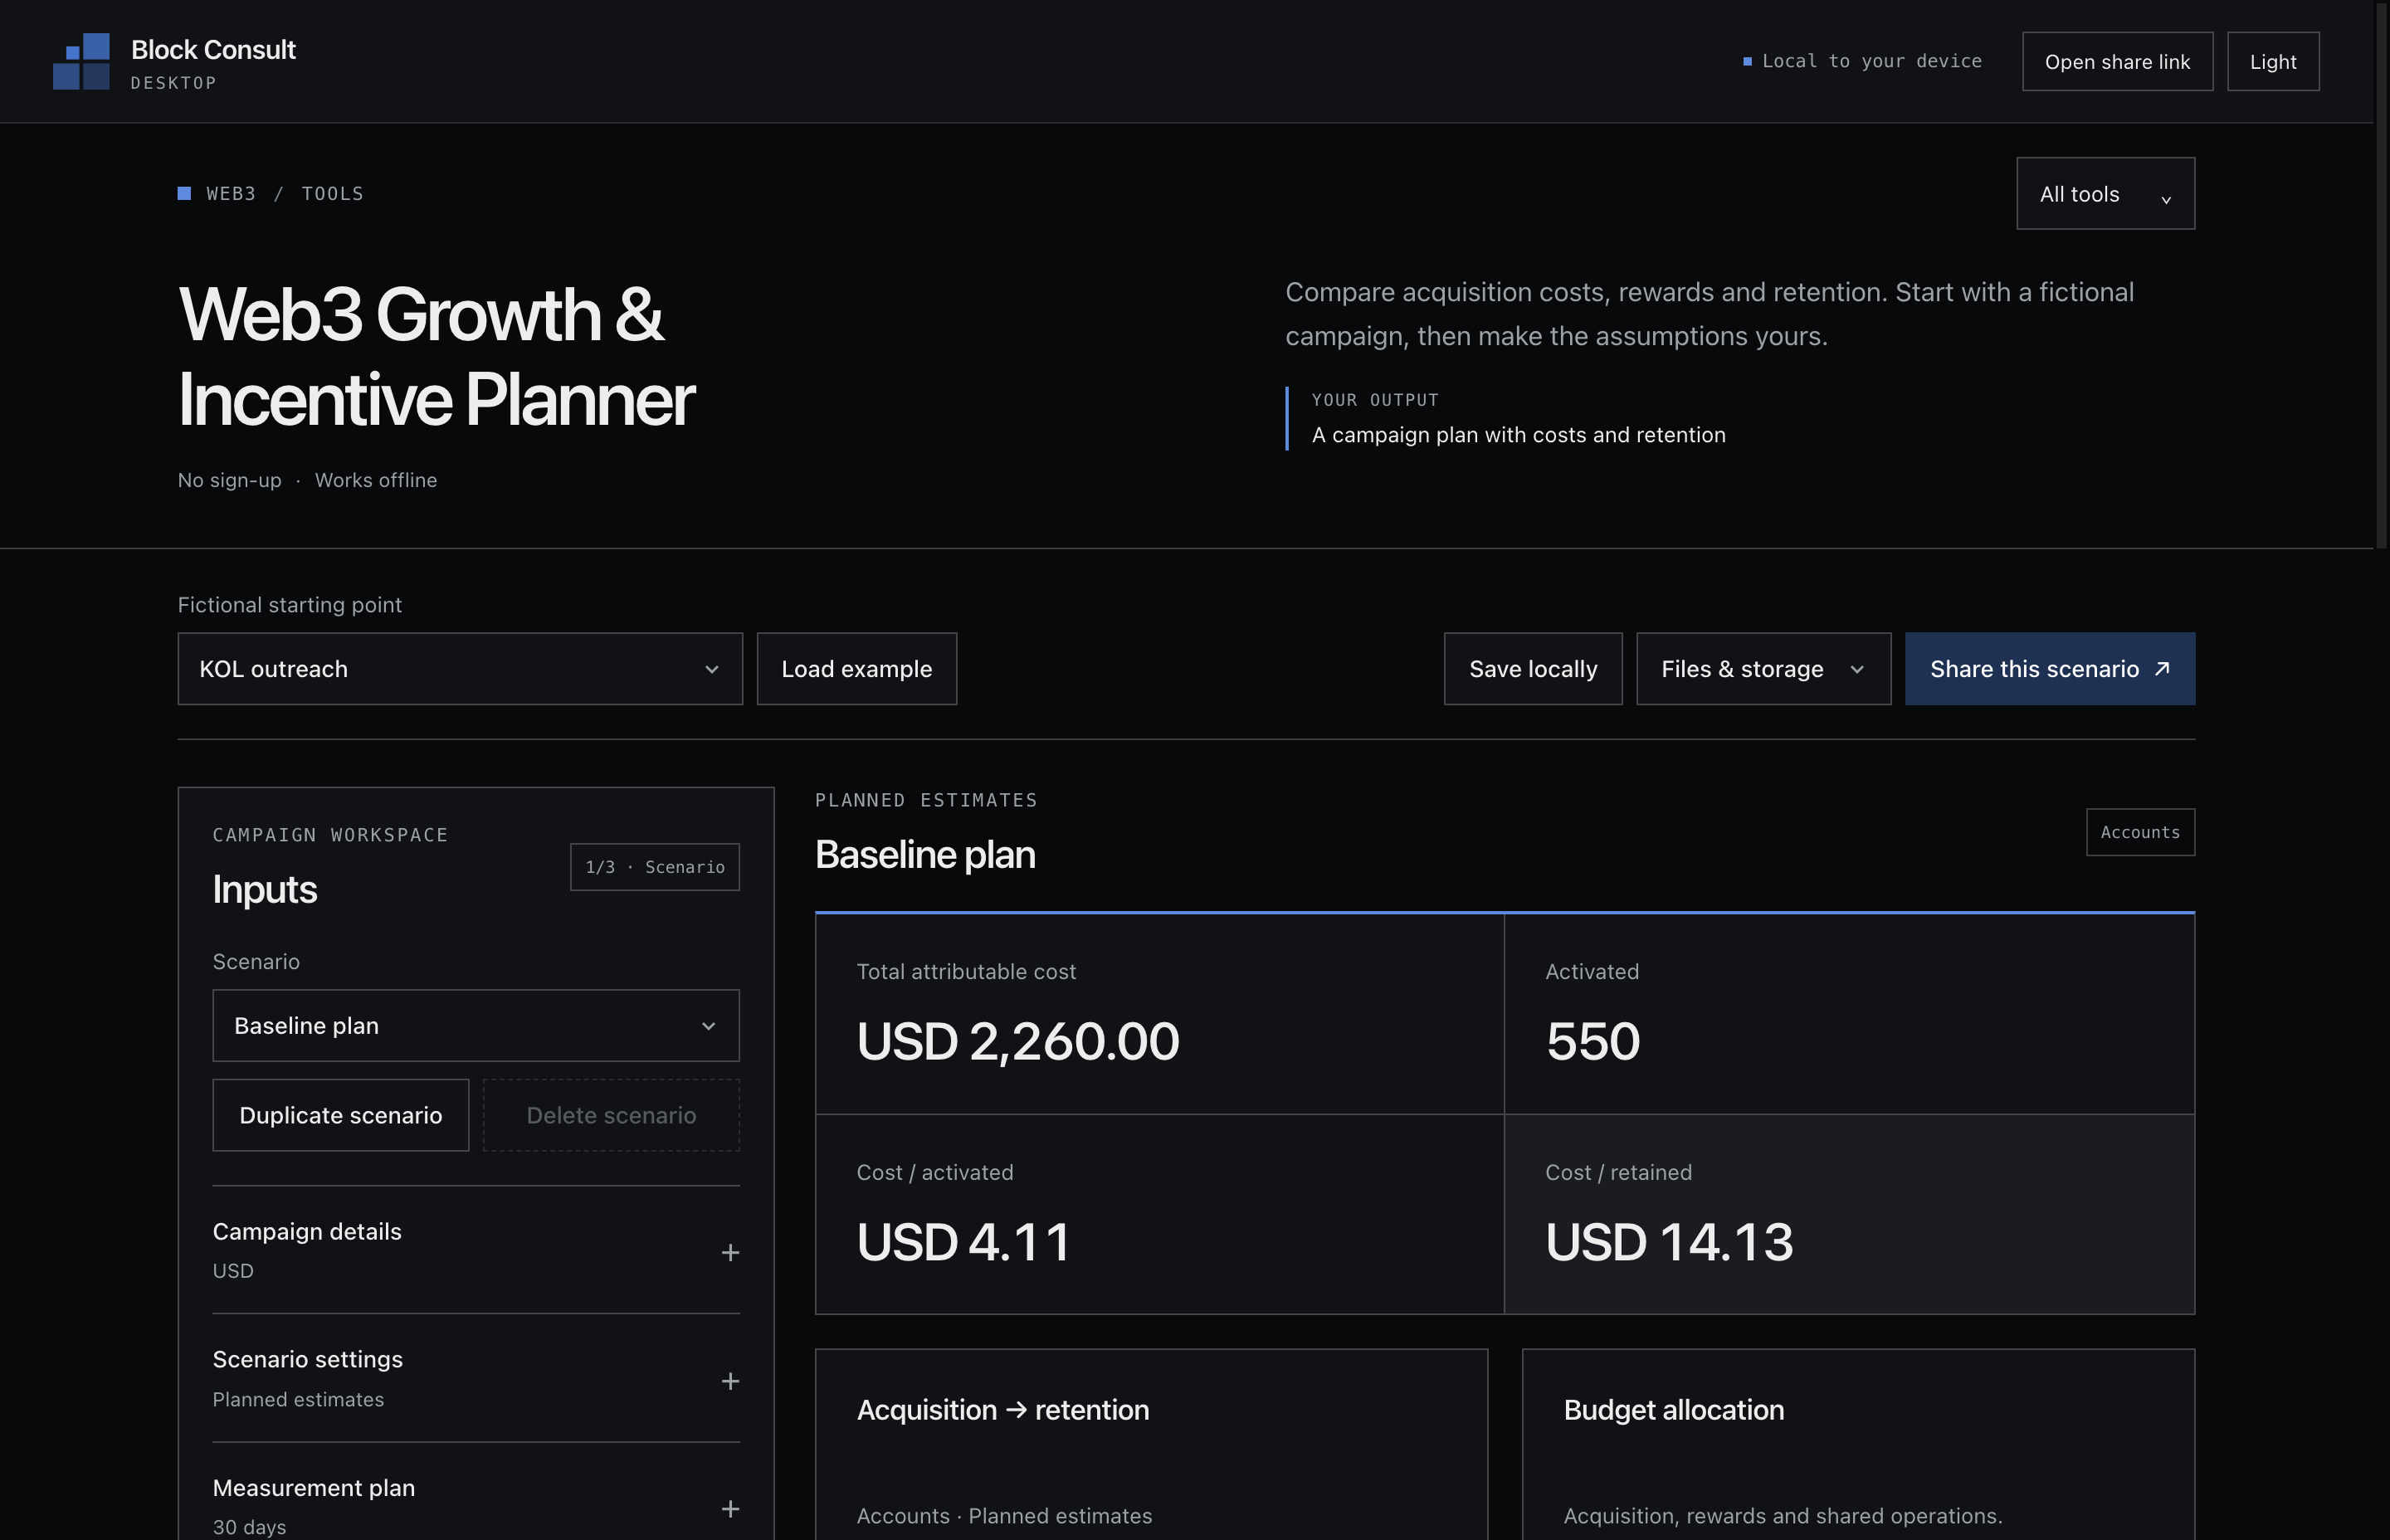 Block Consult
DESKTOP
Local to your device
Open share link
Light
WEB3 / TOOLS
All tools
Web3 Growth &
Incentive Planner
No sign-up · Works offline
Compare acquisition costs, rewards and retention. Start with a fictional
campaign, then make the assumptions yours.
YOUR OUTPUT
A campaign plan with costs and retention
Fictional starting point
KOL outreach
Load example
Save locally
Files & storage
Share this scenario ↗
CAMPAIGN WORKSPACE
Inputs
1/3 · Scenario
Scenario
Baseline plan
Duplicate scenario
Delete scenario
Campaign details
USD
+
Scenario settings
Planned estimates
+
Measurement plan
30 days
+
PLANNED ESTIMATES
Baseline plan
Accounts
Total attributable cost
USD 2,260.00
Activated
550
Cost / activated
USD 4.11
Cost / retained
USD 14.13
Acquisition → retention
Accounts · Planned estimates
Budget allocation
Acquisition, rewards and shared operations.